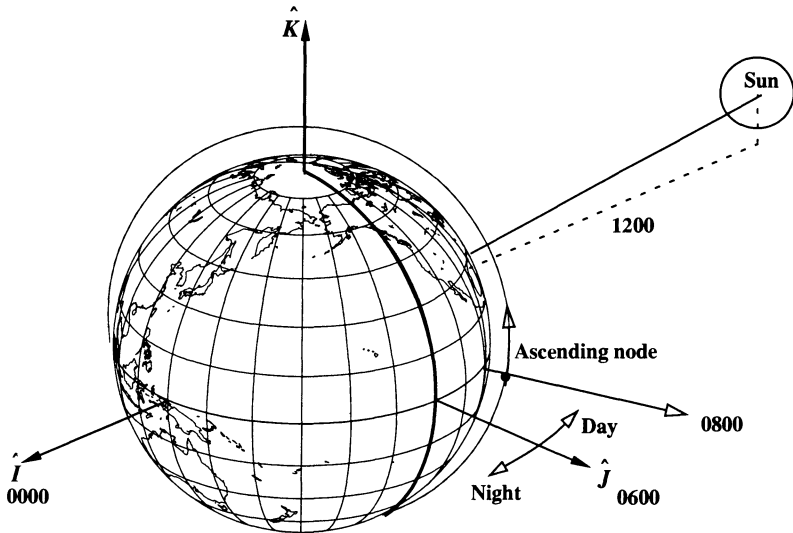 K̂
Sun
1200
Ascending node
0800
Day
Night
Ĵ
0600
Î
0000